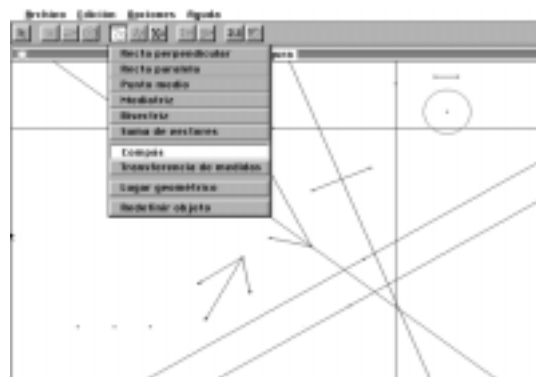 Archivo Edición Opciones Ayuda
Recta perpendicular
Recta paralela
Punto medio
Mediatriz
Bisectriz
Suma de vectores
Compás
Transferencia de medidas
Lugar geométrico
Redefinir objeto